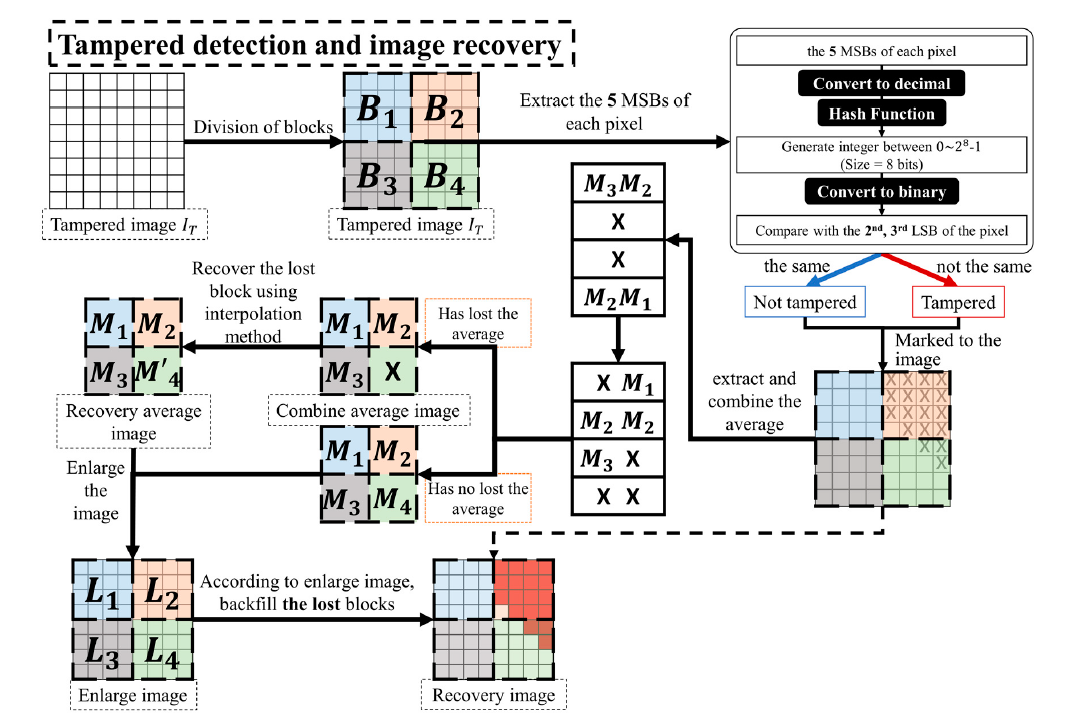 Tampered detection and image recovery
B1 B2
B3 B4
Division of blocks
Tampered image IT
Tampered image IT
Extract the 5 MSBs of
each pixel
the 5 MSBs of each pixel
Convert to decimal
Hash Function
Generate integer between 0~2^8-1
(Size = 8 bits)
Convert to binary
Compare with the 2nd, 3rd LSB of the pixel
the same
not the same
Not tampered
Tampered
Marked to the
image
X X X X
X X X X
X X X X
X X X
X X
X
extract and
combine the
average
M3M2
X
X
M2M1
X M1
M2 M2
M3 X
X X
Has lost the
average
Has no lost the
average
M1 M2
M3 X
Combine average image
M1 M2
M3 M4
Recover the lost
block using
interpolation
method
M1 M2
M3 M'4
Recovery average
image
Enlarge
the
image
L1 L2
L3 L4
Enlarge image
According to enlarge image,
backfill the lost blocks
Recovery image